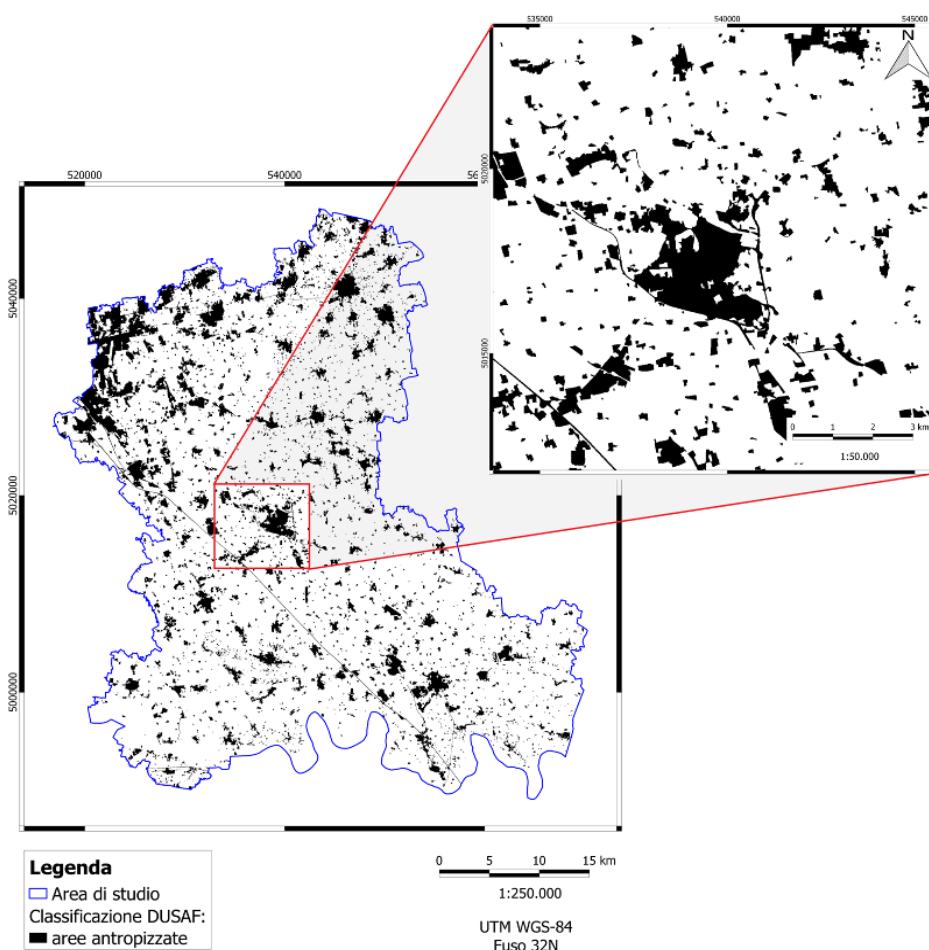 535000
540000
545000
N
5020000
5015000
0 1 2 3 km
1:50.000
520000
540000
5040000
5020000
5000000
Legenda
Area di studio
Classificazione DUSAF:
aree antropizzate
0 5 10 15 km
1:250.000
UTM WGS-84
Fuso 32N